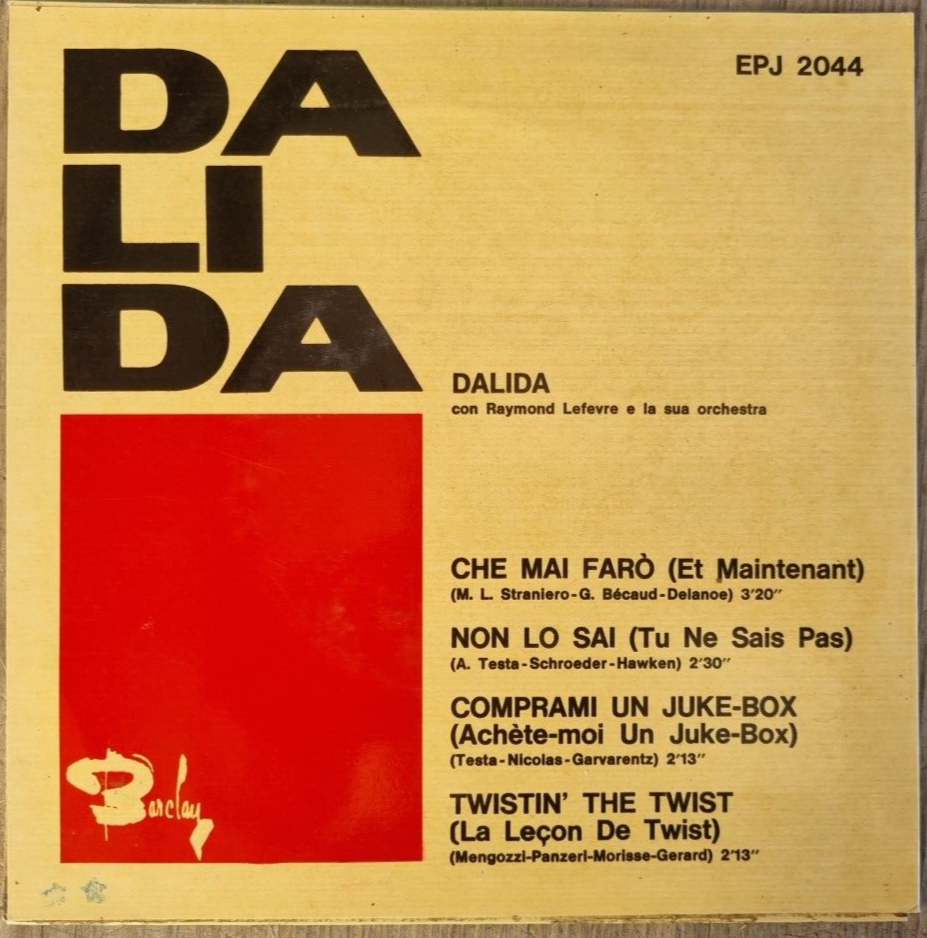 DA
LI
DA
EPJ 2044
DALIDA
con Raymond Lefevre e la sua orchestra
CHE MAI FARÒ (Et Maintenant)
(M. L. Straniero-G. Bécaud-Delanoe) 3'20"
NON LO SAI (Tu Ne Sais Pas)
(A. Testa-Schroeder-Hawken) 2'30"
COMPRAMI UN JUKE-BOX
(Achète-moi Un Juke-Box)
(Testa-Nicolas-Garvarentz) 2'13"
TWISTIN' THE TWIST
(La Leçon De Twist)
(Mengozzi-Panzeri-Morisse-Gerard) 2'13"
Barclay